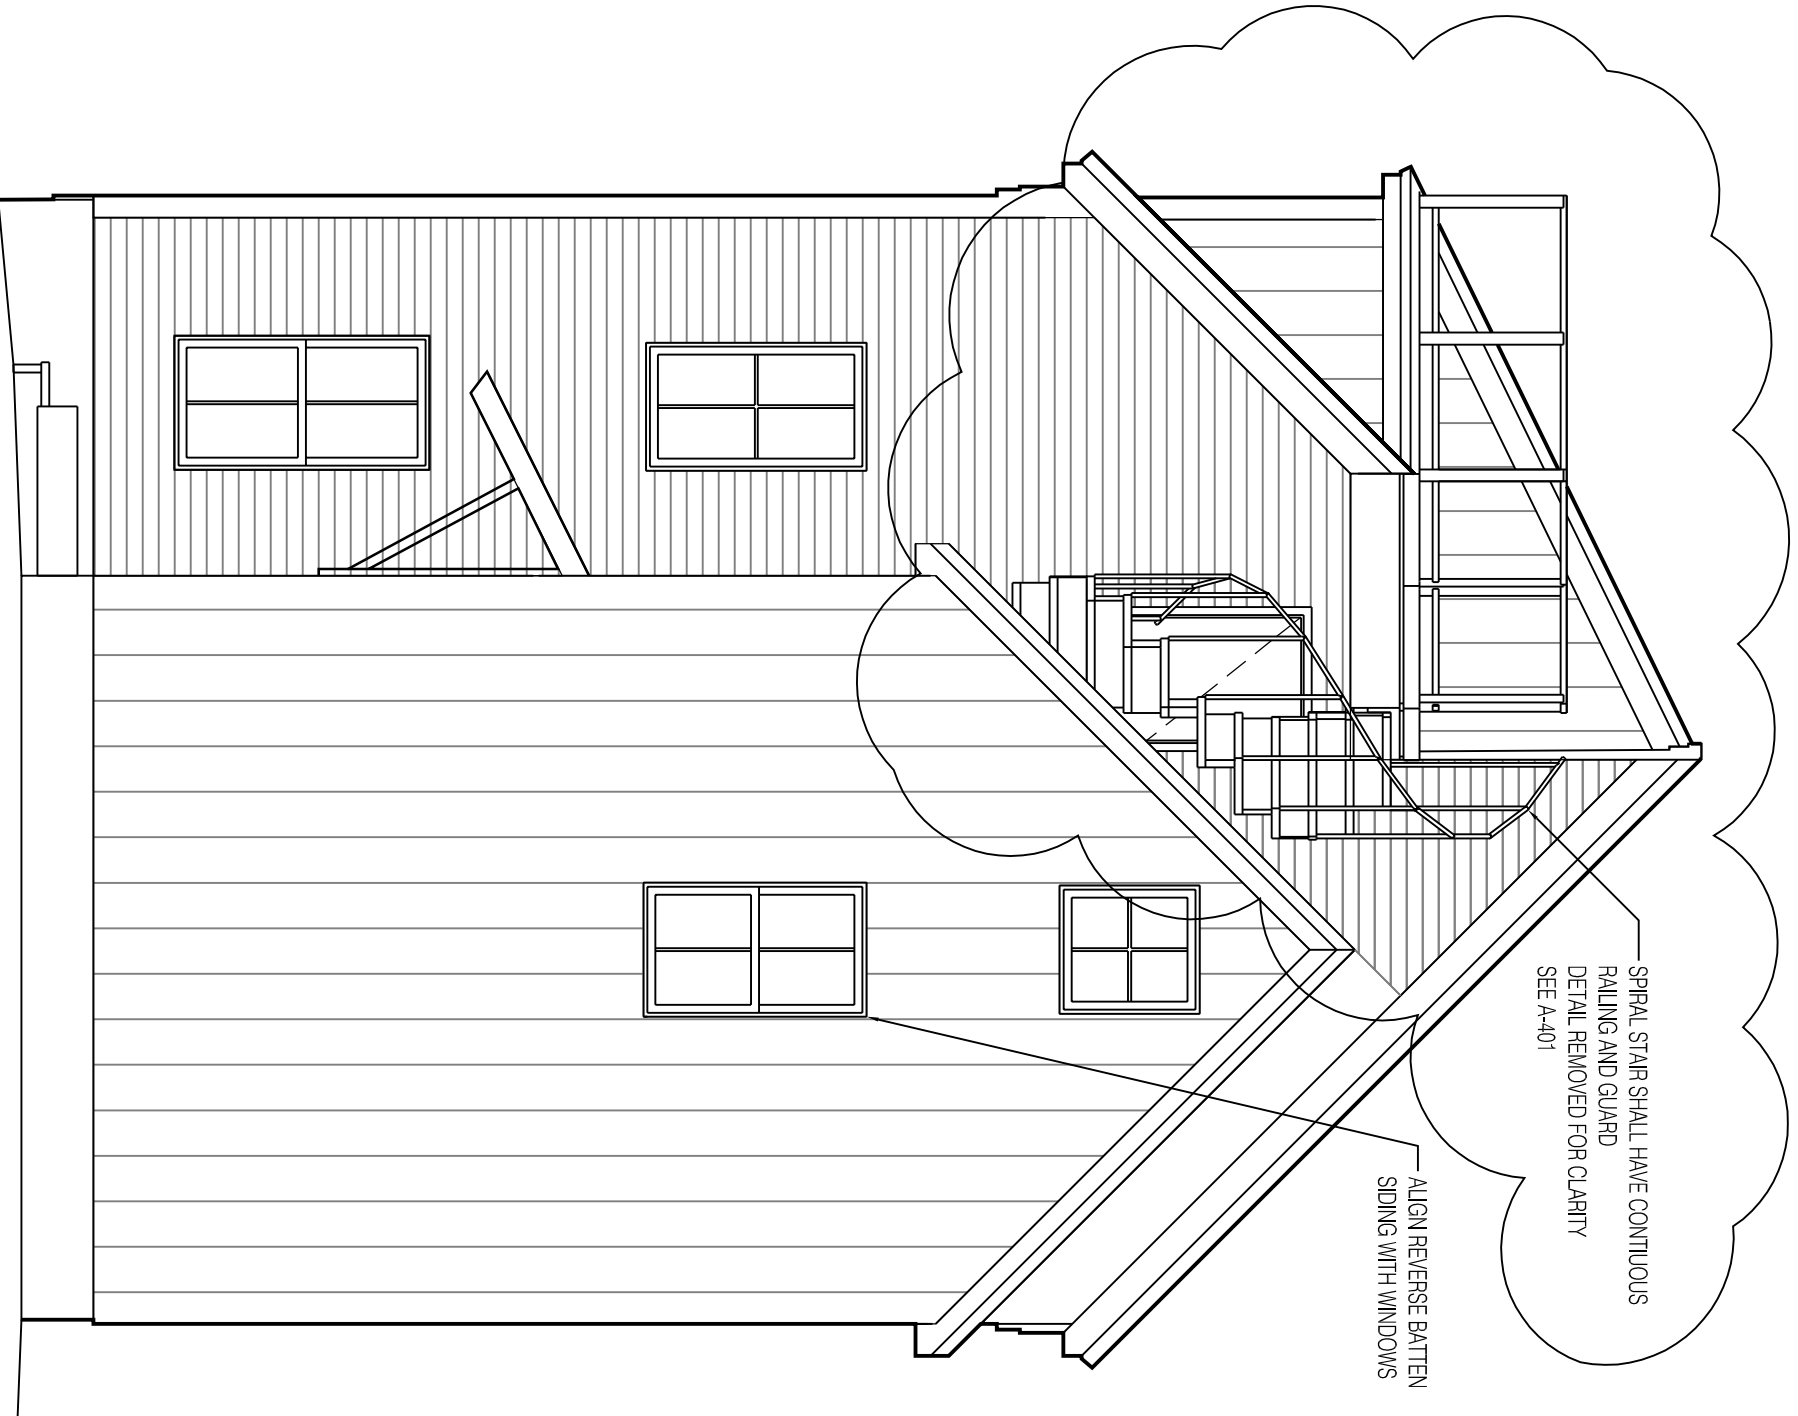 SPIRAL STAIR SHALL HAVE CONTIUOUS
RAILING AND GUARD
DETAIL REMOVED FOR CLARITY
SEE A-401
ALIGN REVERSE BATTEN
SIDING WITH WINDOWS